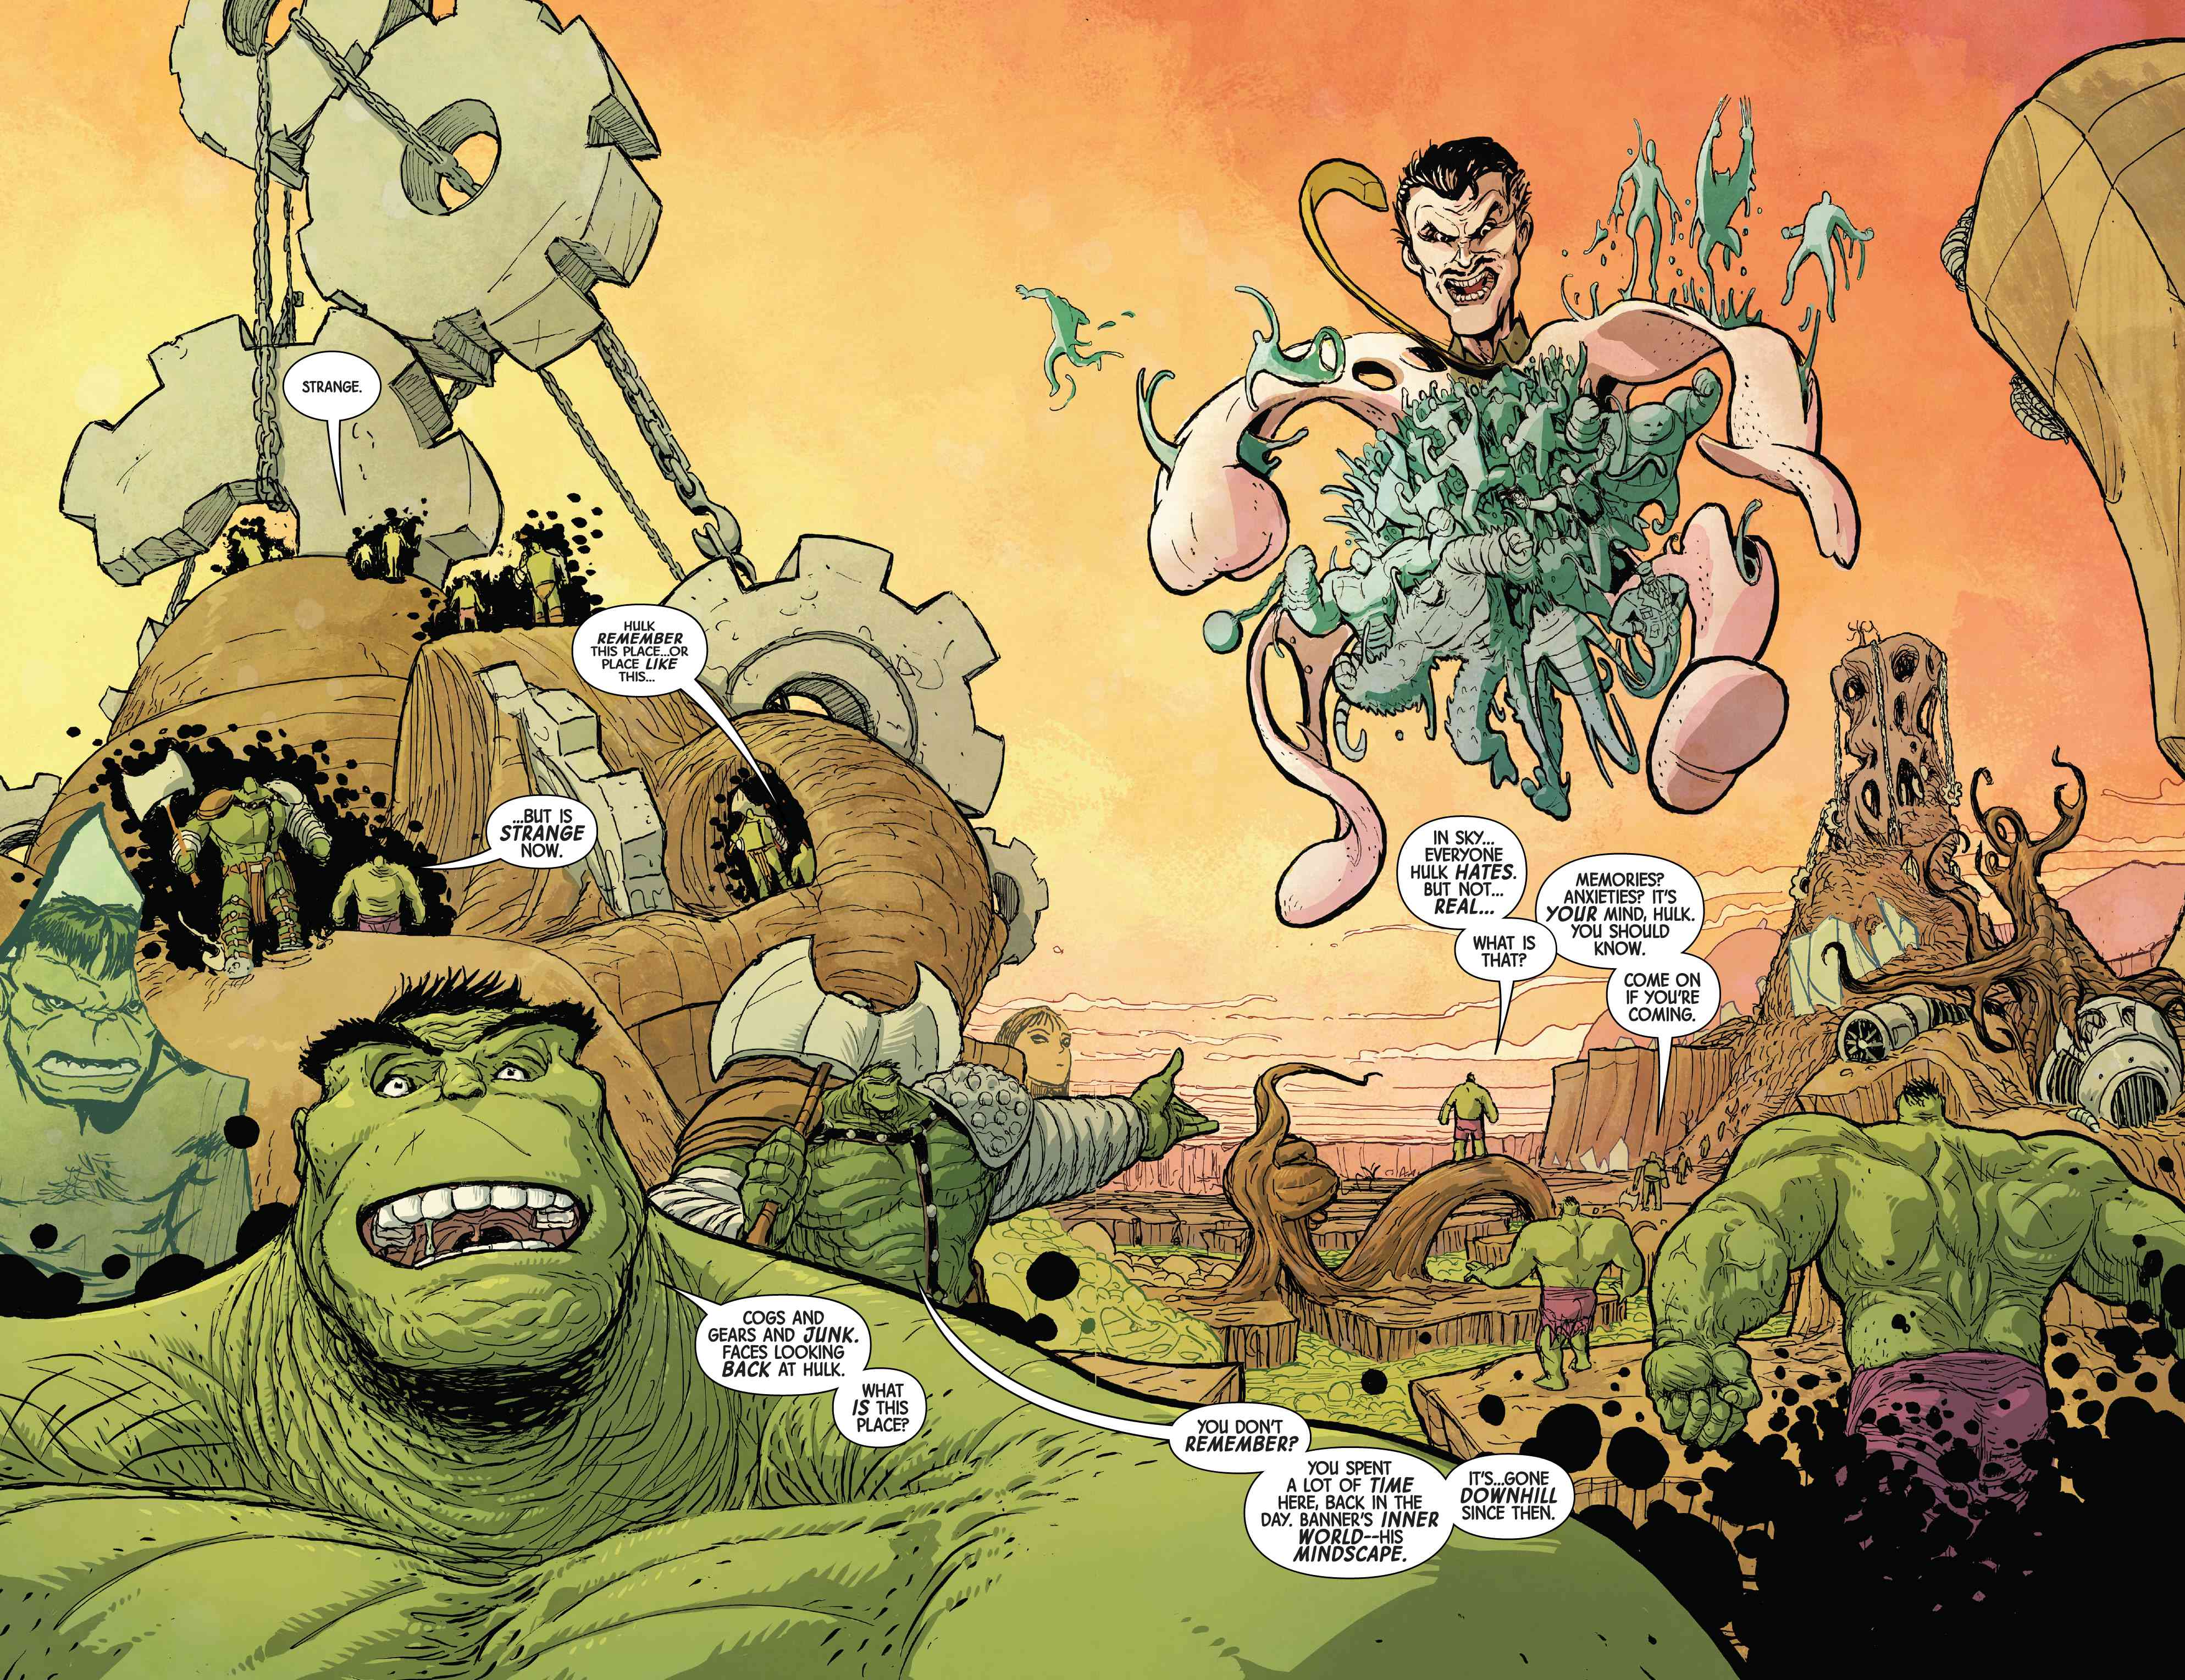 STRANGE.
HULK
REMEMBER
THIS PLACE...OR
PLACE LIKE
THIS...
...BUT IS
STRANGE
NOW.
COGS AND
GEARS AND JUNK.
FACES LOOKING
BACK AT HULK.
WHAT
IS THIS
PLACE?
YOU DON'T
REMEMBER?
YOU SPENT
A LOT OF TIME
HERE, BACK IN THE
DAY. BANNER'S INNER
WORLD--HIS
MINDSCAPE.
IT'S...GONE
DOWNHILL
SINCE THEN.
IN SKY...
EVERYONE
HULK HATES.
BUT NOT...
REAL...
WHAT IS
THAT?
MEMORIES?
ANXIETIES? IT'S
YOUR MIND, HULK.
YOU SHOULD
KNOW.
COME ON
IF YOU'RE
COMING.